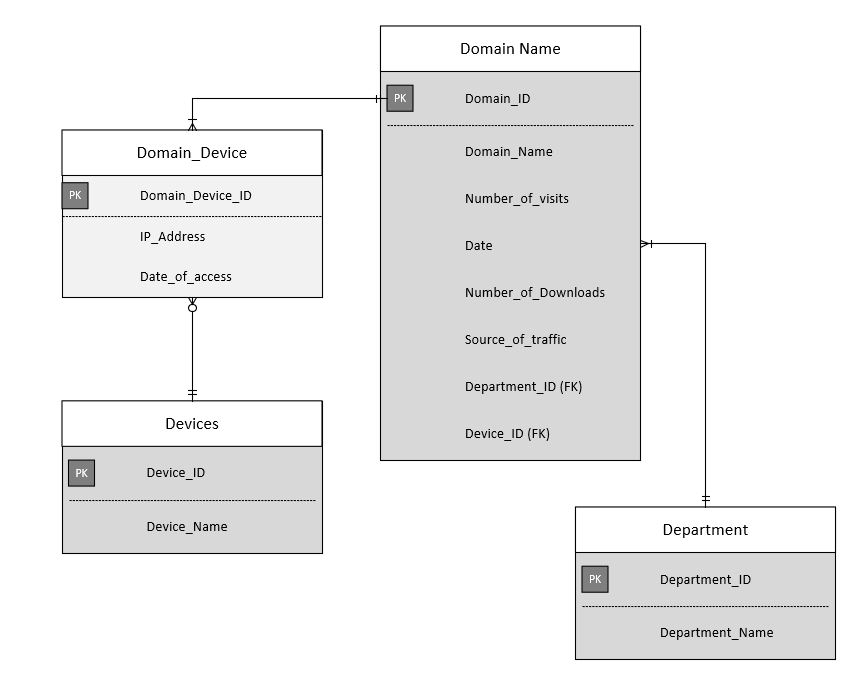 Domain Name
PK Domain_ID
Domain_Name
Number_of_visits
Date
Number_of_Downloads
Source_of_traffic
Department_ID (FK)
Device_ID (FK)
Domain_Device
PK Domain_Device_ID
IP_Address
Date_of_access
Devices
PK Device_ID
Device_Name
Department
PK Department_ID
Department_Name